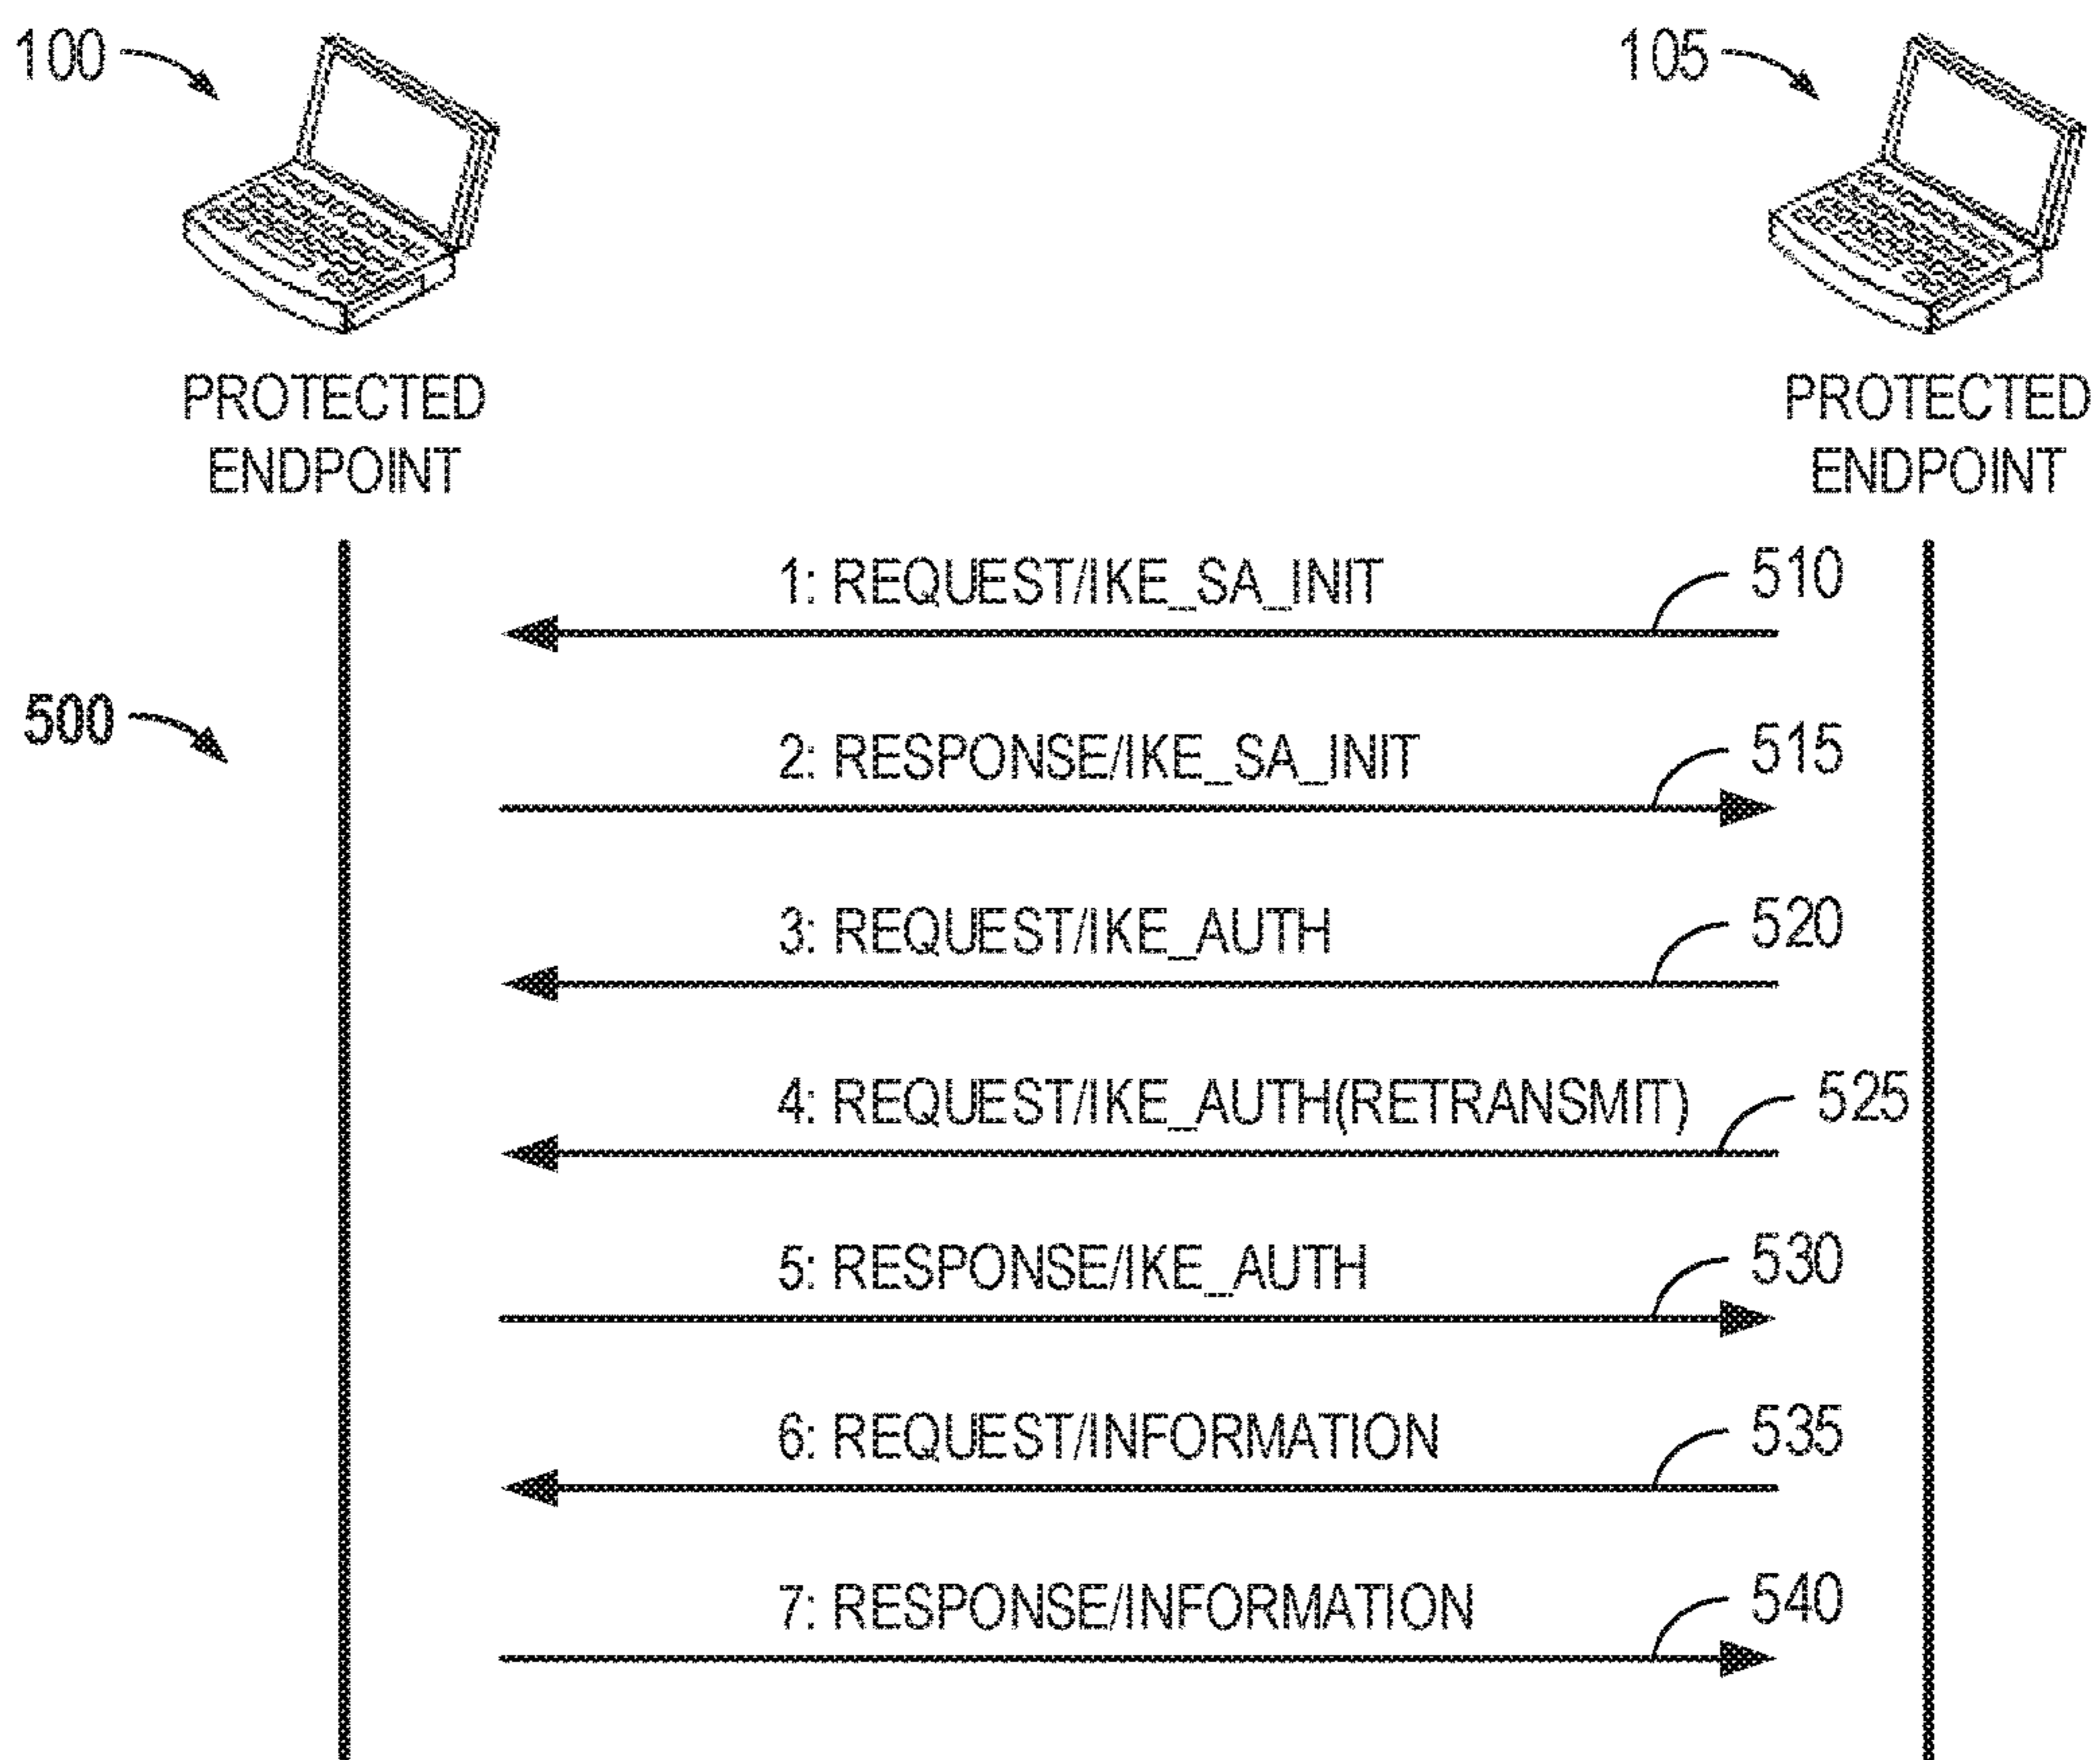 100
105
PROTECTED
ENDPOINT
PROTECTED
ENDPOINT
1: REQUEST/IKE_SA_INIT
510
500
2: RESPONSE/IKE_SA_INIT
515
3: REQUEST/IKE_AUTH
520
4: REQUEST/IKE_AUTH(RETRANSMIT)
525
5: RESPONSE/IKE_AUTH
530
6: REQUEST/INFORMATION
535
7: RESPONSE/INFORMATION
540